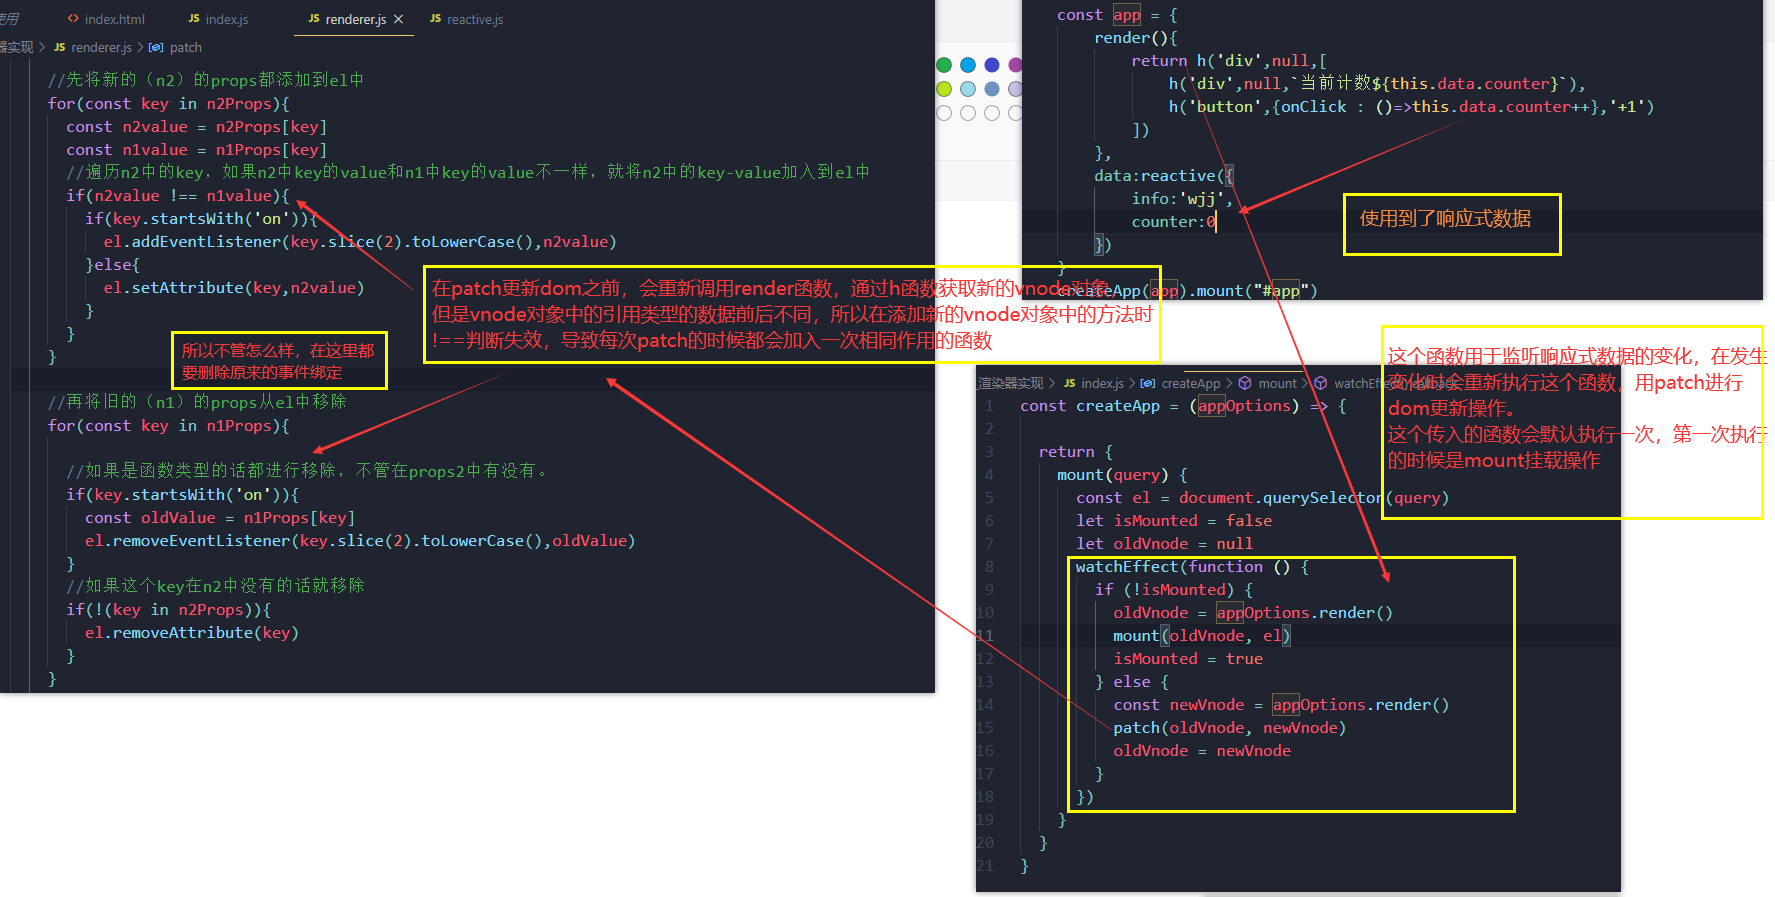 使用
index.html
JS index.js
JS renderer.js ×
JS reactive.js
器实现 > JS renderer.js > patch
//先将新的（n2）的props都添加到el中
for(const key in n2Props){
const n2value = n2Props[key]
const n1value = n1Props[key]
//遍历n2中的key，如果n2中key的value和n1中key的value不一样，就将n2中的key-value加入到el中
if(n2value !== n1value){
if(key.startsWith('on')){
el.addEventListener(key.slice(2).toLowerCase(),n2value)
}else{
el.setAttribute(key,n2value)
}
}
}
所以不管怎么样，在这里都
要删除原来的事件绑定
//再将旧的（n1）的props从el中移除
for(const key in n1Props){
//如果是函数类型的话都进行移除，不管在props2中有没有。
if(key.startsWith('on')){
const oldValue = n1Props[key]
el.removeEventListener(key.slice(2).toLowerCase(),oldValue)
}
//如果这个key在n2中没有的话就移除
if(!(key in n2Props)){
el.removeAttribute(key)
}
}
在patch更新dom之前，会重新调用render函数，通过h函数获取新的vnode对象，
但是vnode对象中的引用类型的数据前后不同，所以在添加新的vnode对象中的方法时
!==判断失效，导致每次patch的时候都会加入一次相同作用的函数
const app = {
render(){
return h('div',null,[
h('div',null,`当前计数${this.data.counter}`),
h('button',{onClick : ()=>this.data.counter++},'+1')
])
},
data:reactive({
info:'wjj',
counter:0
})
}
createApp(app).mount("#app")
使用到了响应式数据
这个函数用于监听响应式数据的变化，在发生
变化时会重新执行这个函数，用patch进行
dom更新操作。
这个传入的函数会默认执行一次，第一次执行
的时候是mount挂载操作
渲染器实现 > JS index.js > createApp > mount > watchEffect() callback
1 const createApp = (appOptions) => {
2
3 return {
4 mount(query) {
5 const el = document.querySelector(query)
6 let isMounted = false
7 let oldVnode = null
8 watchEffect(function () {
9 if (!isMounted) {
10 oldVnode = appOptions.render()
11 mount(oldVnode, el)
12 isMounted = true
13 } else {
14 const newVnode = appOptions.render()
15 patch(oldVnode, newVnode)
16 oldVnode = newVnode
17 }
18 })
19 }
20 }
21 }